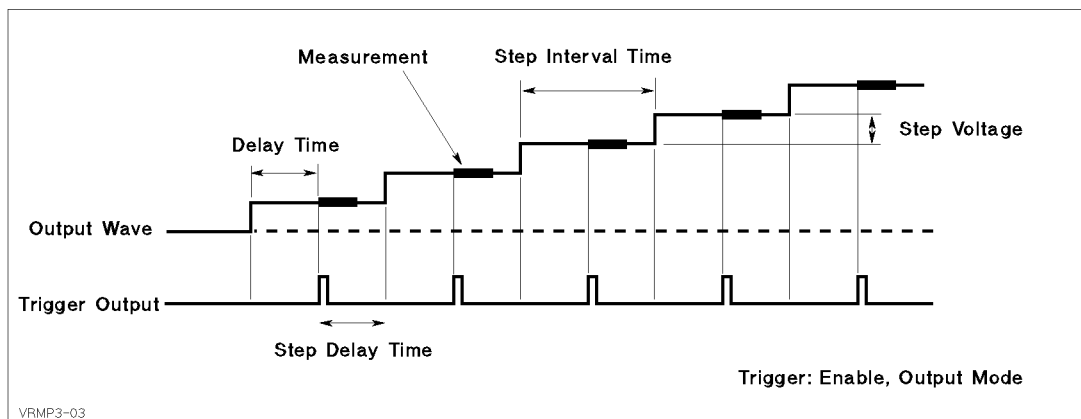 Measurement
Step Interval Time
Delay Time
Step Voltage
Output Wave
Trigger Output
Step Delay Time
Trigger: Enable, Output Mode
VRMP3-03